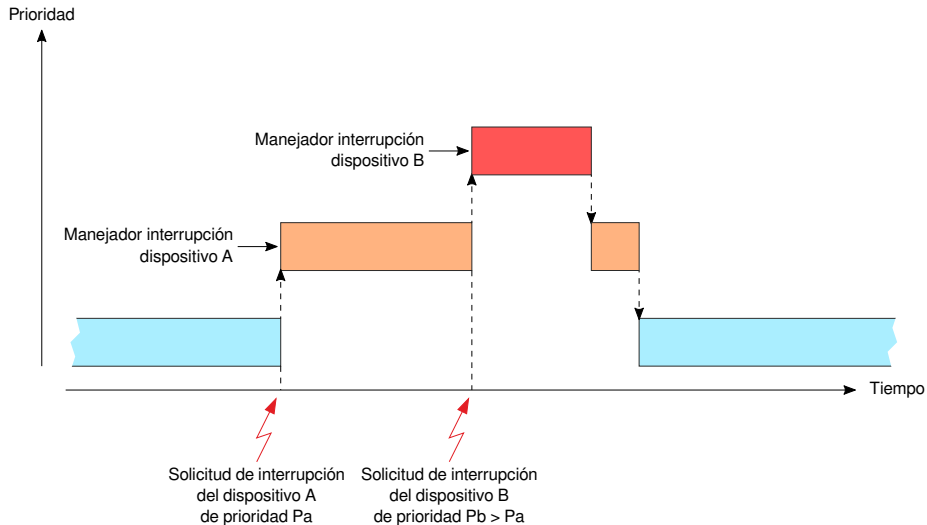 Prioridad
Manejador interrupción
dispositivo B
Manejador interrupción
dispositivo A
Tiempo
Solicitud de interrupción
del dispositivo A
de prioridad Pa
Solicitud de interrupción
del dispositivo B
de prioridad Pb > Pa